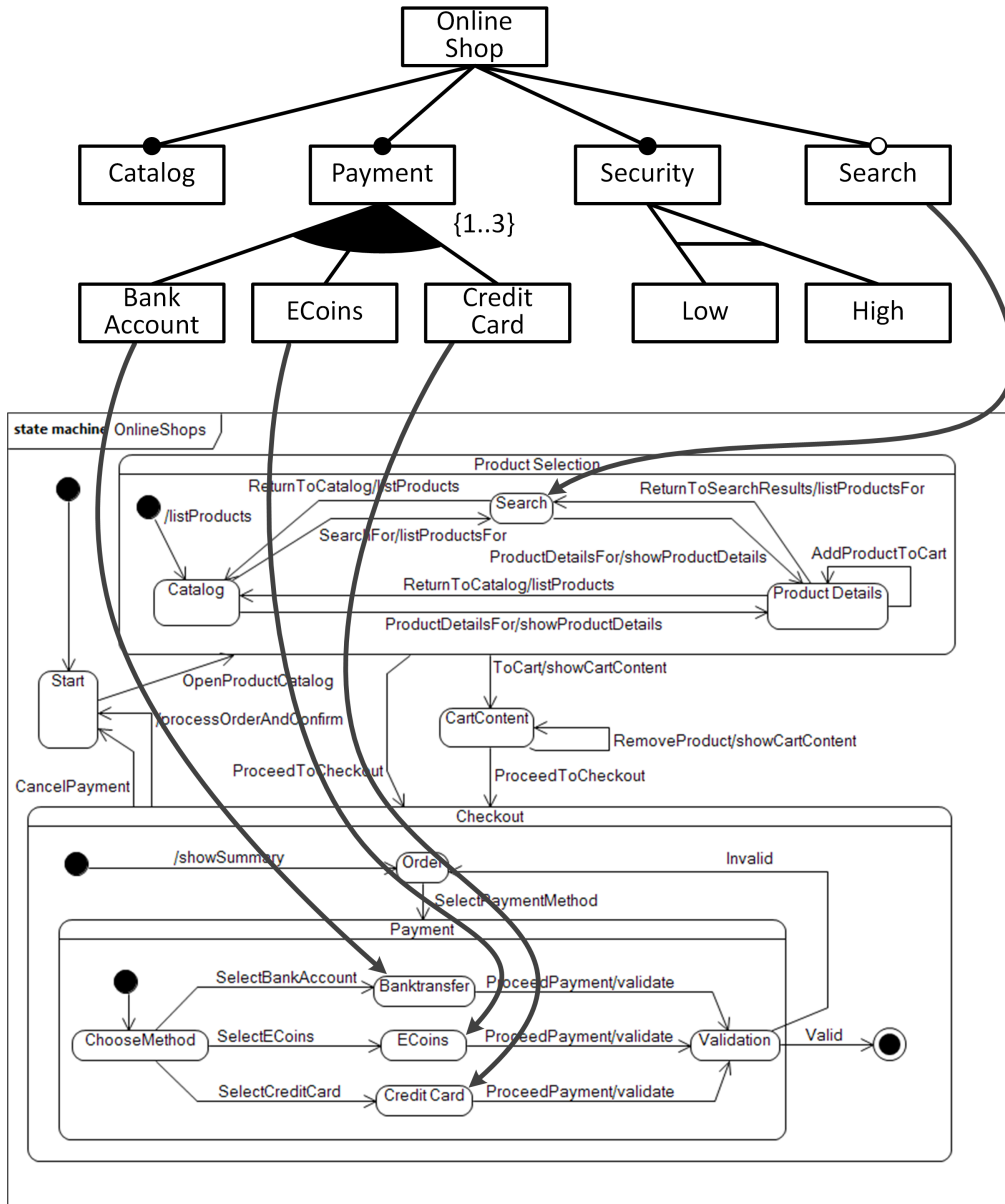 Online
Shop
Catalog
Payment
Security
Search
{1..3}
Bank
Account
ECoins
Credit
Card
Low
High
state machine OnlineShops
Product Selection
ReturnToCatalog/listProducts
Search
ReturnToSearchResults/listProductsFor
/listProducts
SearchFor/listProductsFor
ProductDetailsFor/showProductDetails
AddProductToCart
Catalog
ReturnToCatalog/listProducts
Product Details
ProductDetailsFor/showProductDetails
Start
OpenProductCatalog
ToCart/showCartContent
/processOrderAndConfirm
CartContent
RemoveProduct/showCartContent
ProceedToCheckout
ProceedToCheckout
CancelPayment
Checkout
/showSummary
Order
Invalid
SelectPaymentMethod
Payment
SelectBankAccount
Banktransfer
ProceedPayment/validate
ChooseMethod
SelectECoins
ECoins
ProceedPayment/validate
Validation
Valid
SelectCreditCard
Credit Card
ProceedPayment/validate